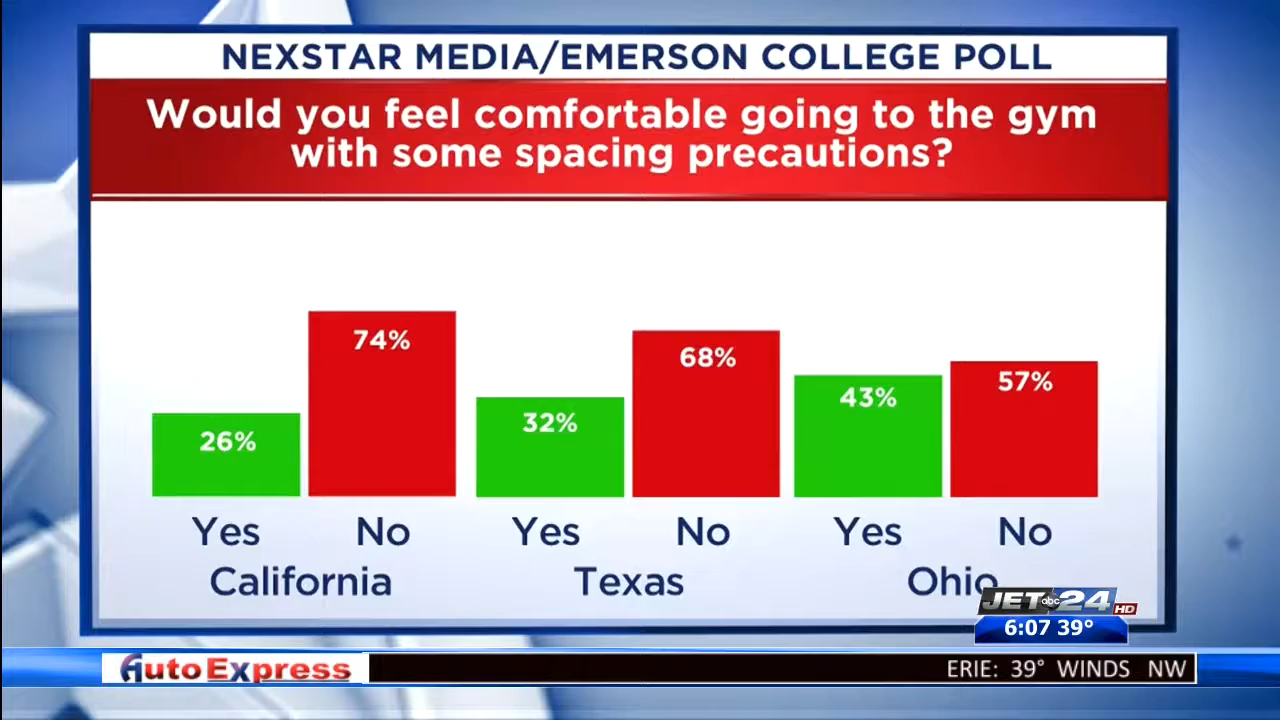 NEXSTAR MEDIA/EMERSON COLLEGE POLL
Would you feel comfortable going to the gym
with some spacing precautions?
26%
74%
32%
68%
43%
57%
Yes No Yes No Yes No
California Texas Ohio
JET abc 24 HD
6:07 39°
AutoExpress
ERIE: 39° WINDS NW